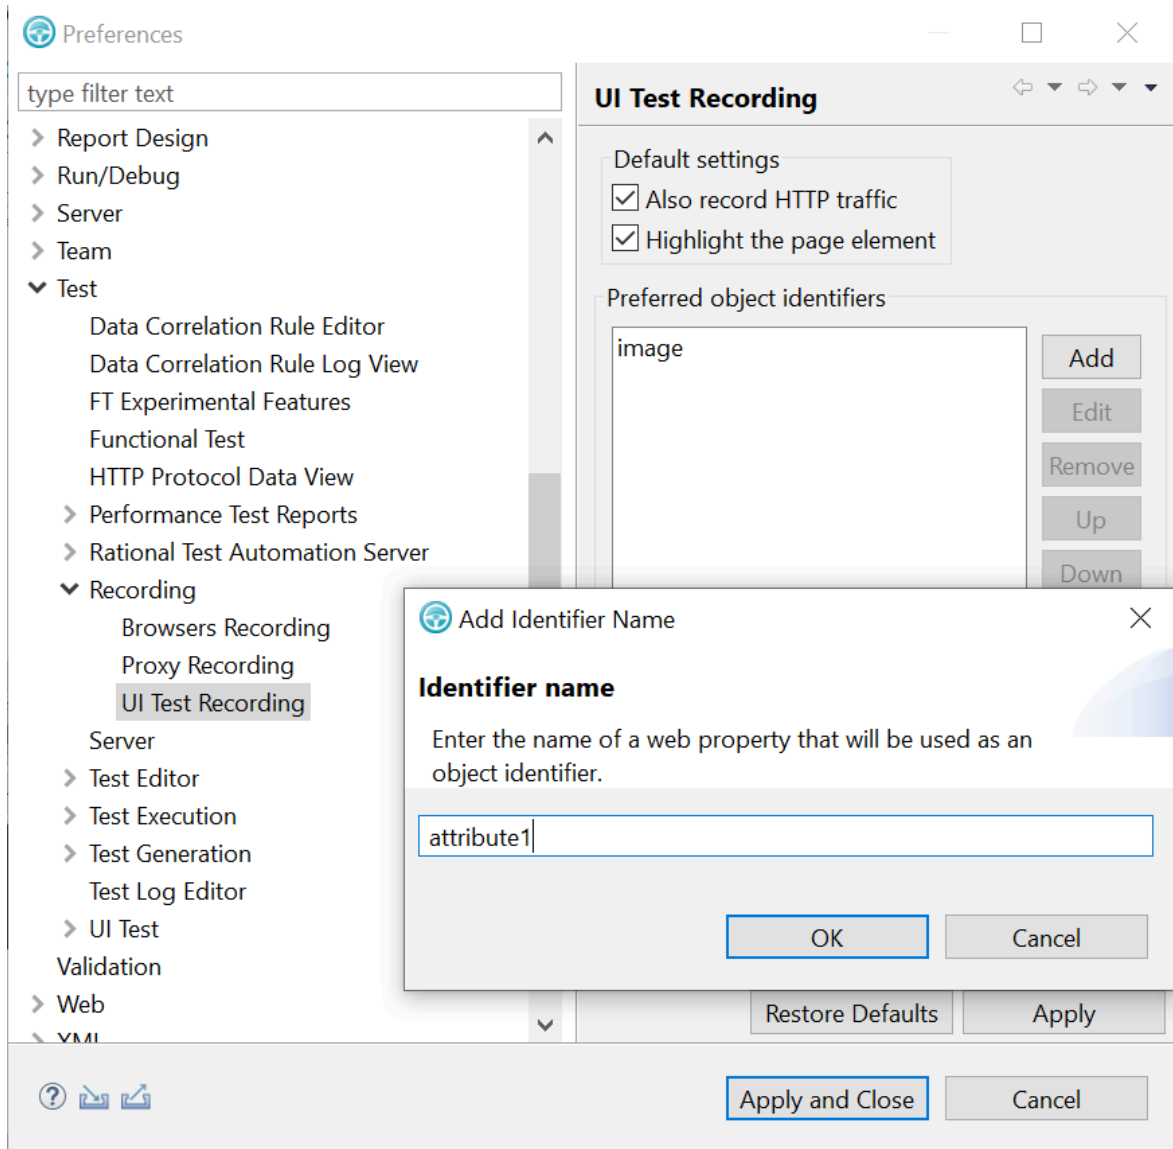 Preferences
type filter text
Report Design
Run/Debug
Server
Team
Test
Data Correlation Rule Editor
Data Correlation Rule Log View
FT Experimental Features
Functional Test
HTTP Protocol Data View
Performance Test Reports
Rational Test Automation Server
Recording
Browsers Recording
Proxy Recording
UI Test Recording
Server
Test Editor
Test Execution
Test Generation
Test Log Editor
UI Test
Validation
Web
XML
UI Test Recording
Default settings
Also record HTTP traffic
Highlight the page element
Preferred object identifiers
image
Add
Edit
Remove
Up
Down
Add Identifier Name
Identifier name
Enter the name of a web property that will be used as an
object identifier.
attribute1
OK
Cancel
Restore Defaults
Apply
Apply and Close
Cancel